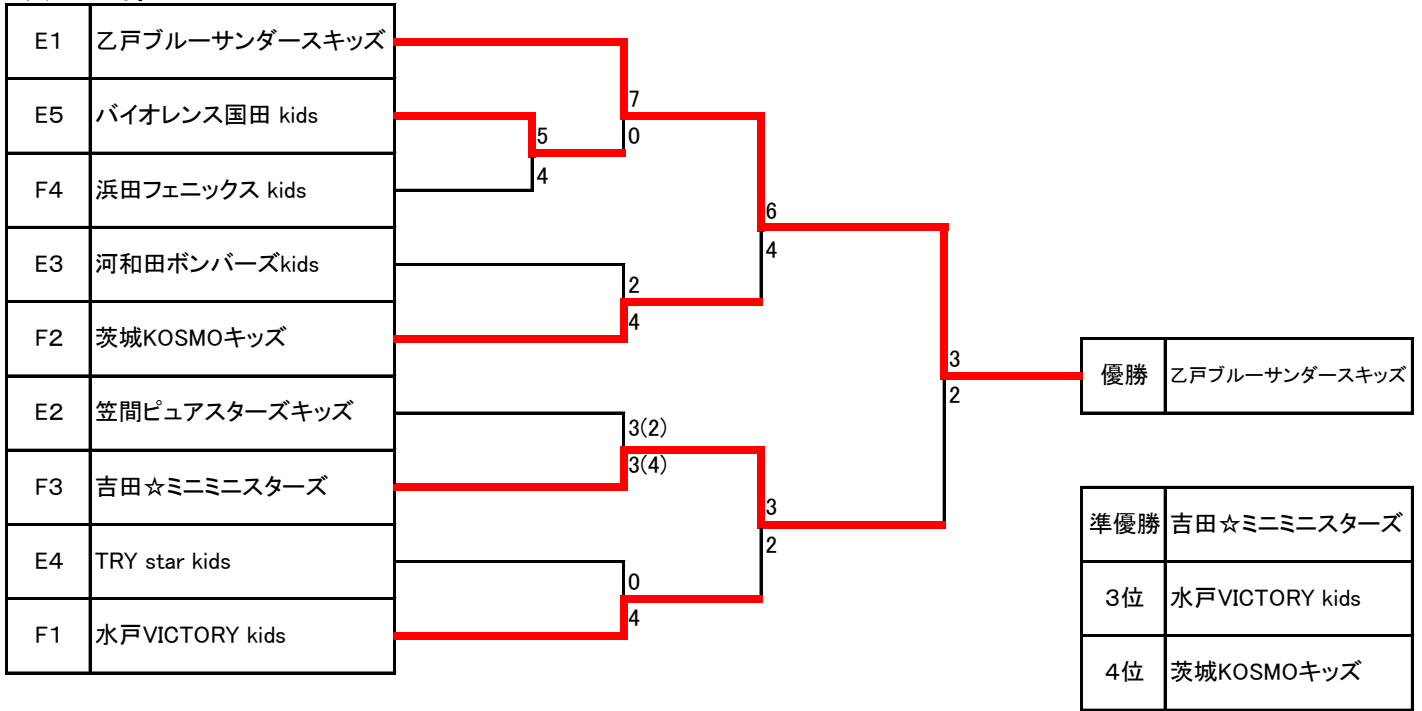 E1 乙戸ブルーサンダースキッズ
E5 バイオレンス国田 kids
F4 浜田フェニックス kids
E3 河和田ボンバーズkids
F2 茨城KOSMOキッズ
E2 笠間ピュアスターズキッズ
F3 吉田☆ミニミニスターズ
E4 TRY star kids
F1 水戸VICTORY kids
5
4
7
0
2
4
3(2)
3(4)
0
4
6
4
3
2
3
2
優勝 乙戸ブルーサンダースキッズ
準優勝 吉田☆ミニミニスターズ
3位 水戸VICTORY kids
4位 茨城KOSMOキッズ